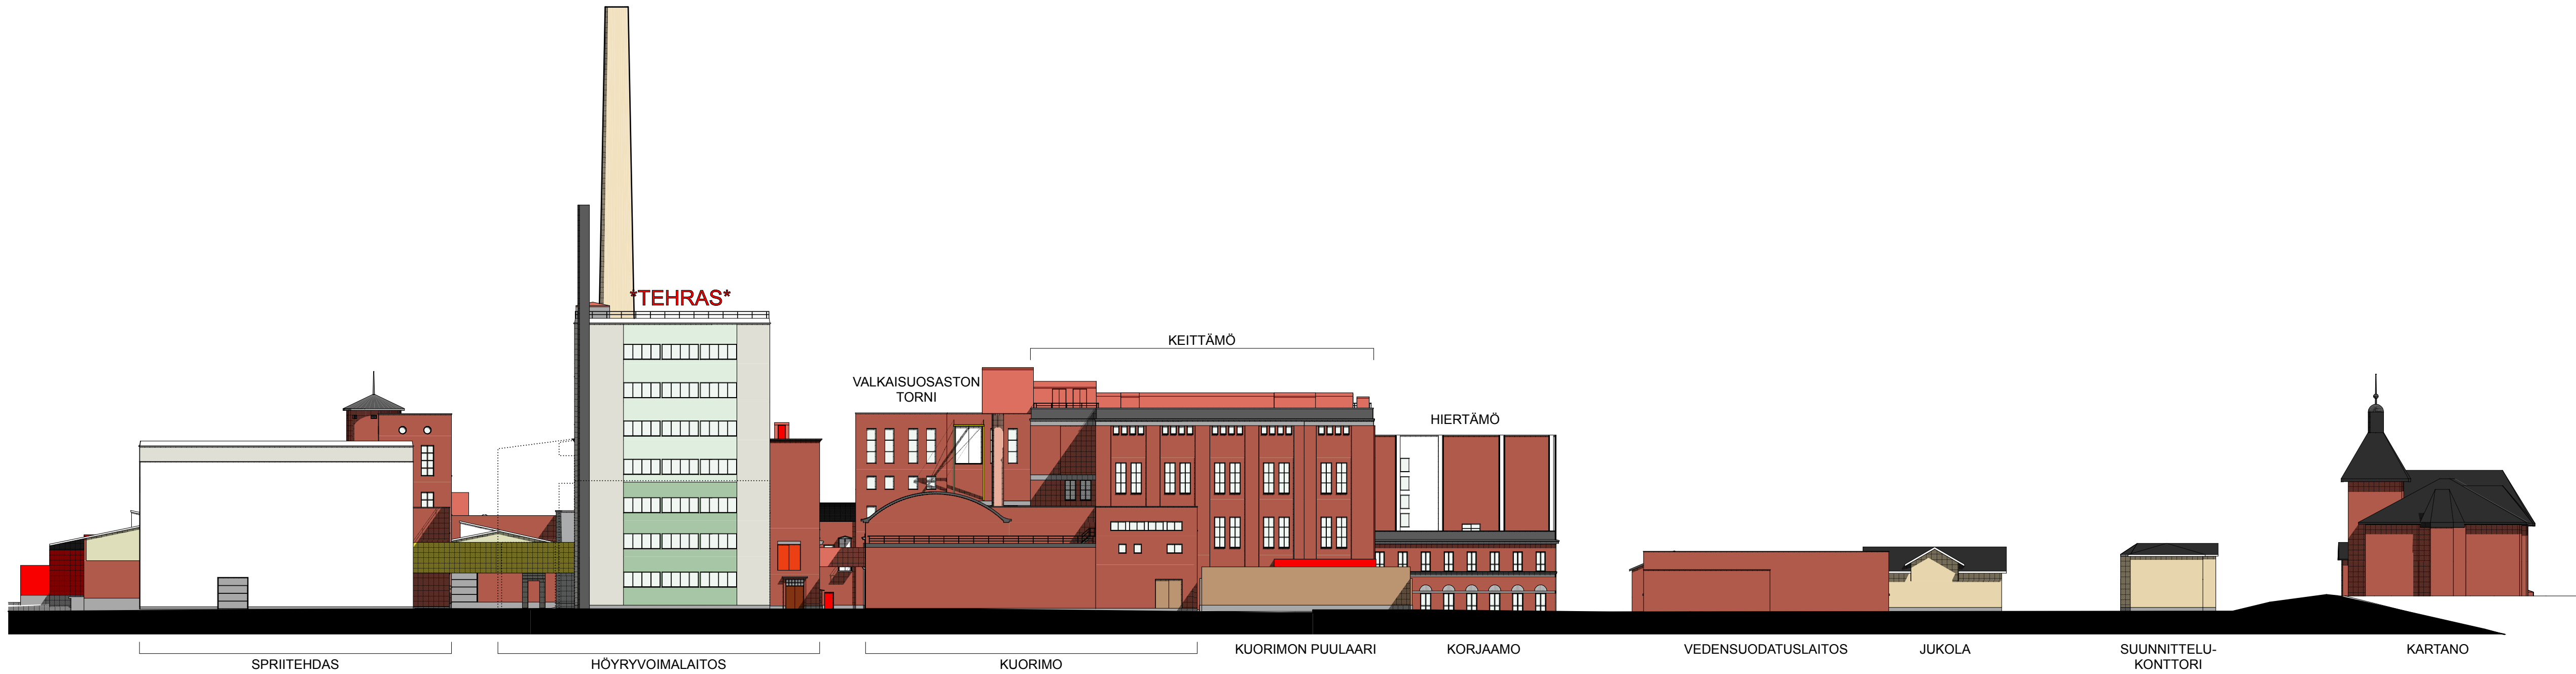 *TEHRAS*
KEITTÄMÖ
VALKAISUOSASTON
TORNI
HIERTÄMÖ
SPRIITEHDAS
HÖYRYVOIMALAITOS
KUORIMO
KUORIMON PUULAARI
KORJAAMO
VEDENSUODATUSLAITOS
JUKOLA
SUUNNITTELU-
KONTTORI
KARTANO